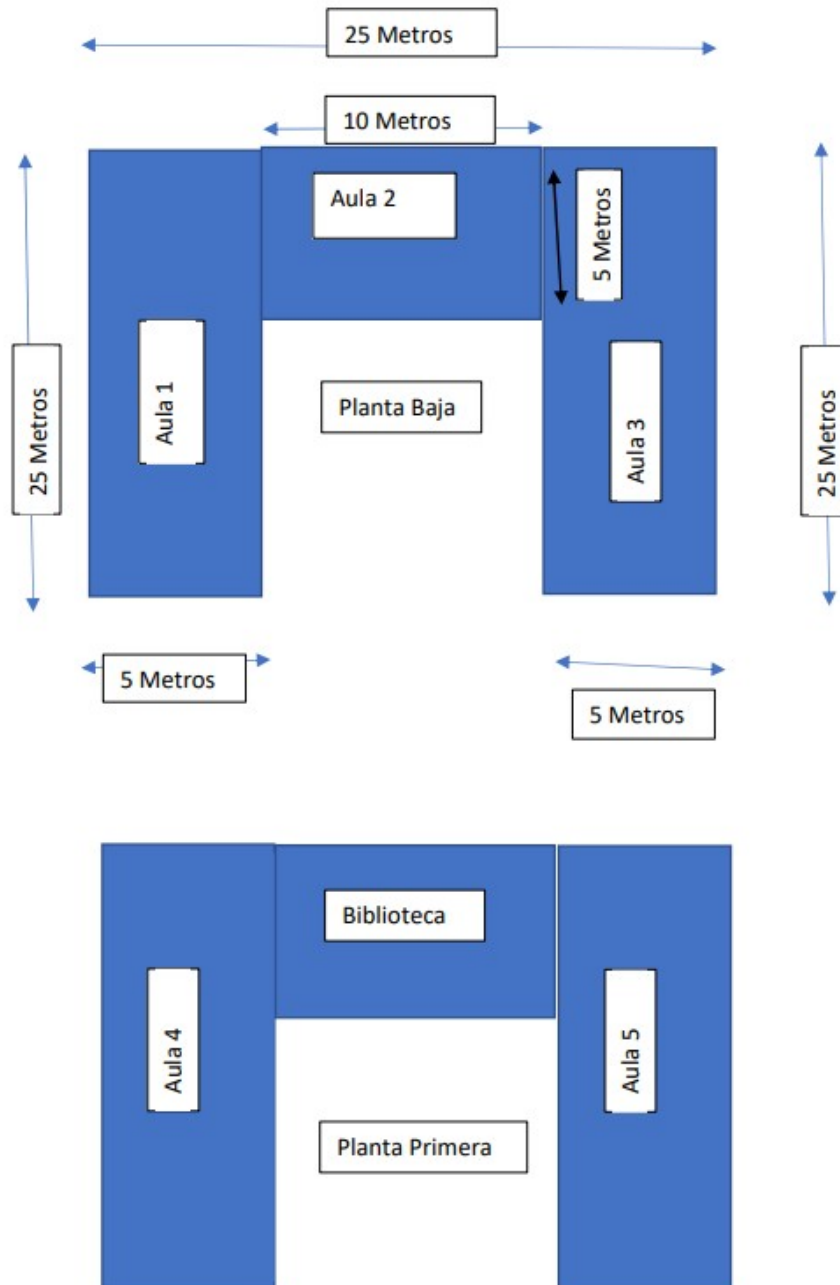 25 Metros
10 Metros
Aula 2
5 Metros
25 Metros
Aula 1
Planta Baja
Aula 3
25 Metros
5 Metros
5 Metros
Biblioteca
Aula 4
Aula 5
Planta Primera